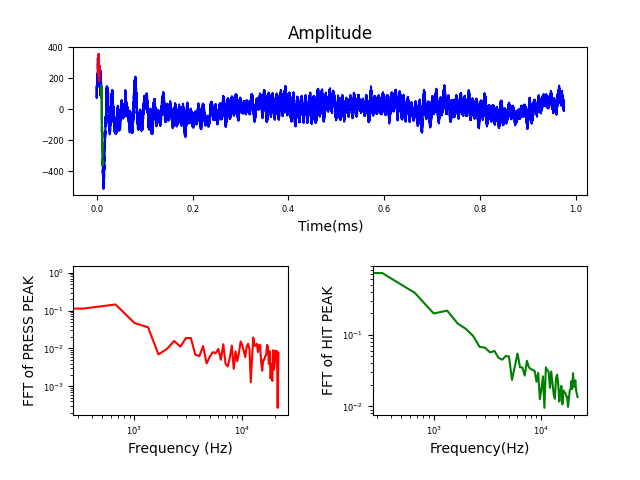 Amplitude
400
200
0
−200
−400
0.0 0.2 0.4 0.6 0.8 1.0
Time(ms)
FFT of PRESS PEAK
10⁰
10⁻¹
10⁻²
10⁻³
10³ 10⁴
Frequency (Hz)
FFT of HIT PEAK
10⁻¹
10⁻²
10³ 10⁴
Frequency(Hz)